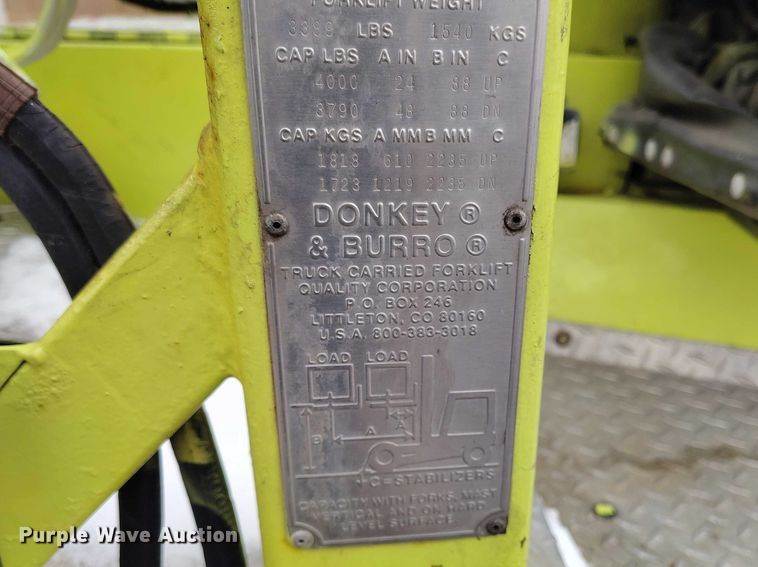 FORKLIFT WEIGHT
LBS 1540 KGS
CAP LBS A IN B IN C
4000 24 88 UP
3790 48 88 DN
CAP KGS A MM B MM C
1818 610 2235 UP
1723 1219 2235 DN
DONKEY ®
& BURRO ®
TRUCK CARRIED FORKLIFT
QUALITY CORPORATION
P.O. BOX 246
LITTLETON, CO 80160
U.S.A. 800-383-3018
LOAD LOAD
A
B A
C=STABILIZERS
CAPACITY WITH FORKS, MAST
VERTICAL AND ON HARD
LEVEL SURFACE
Purple Wave Auction